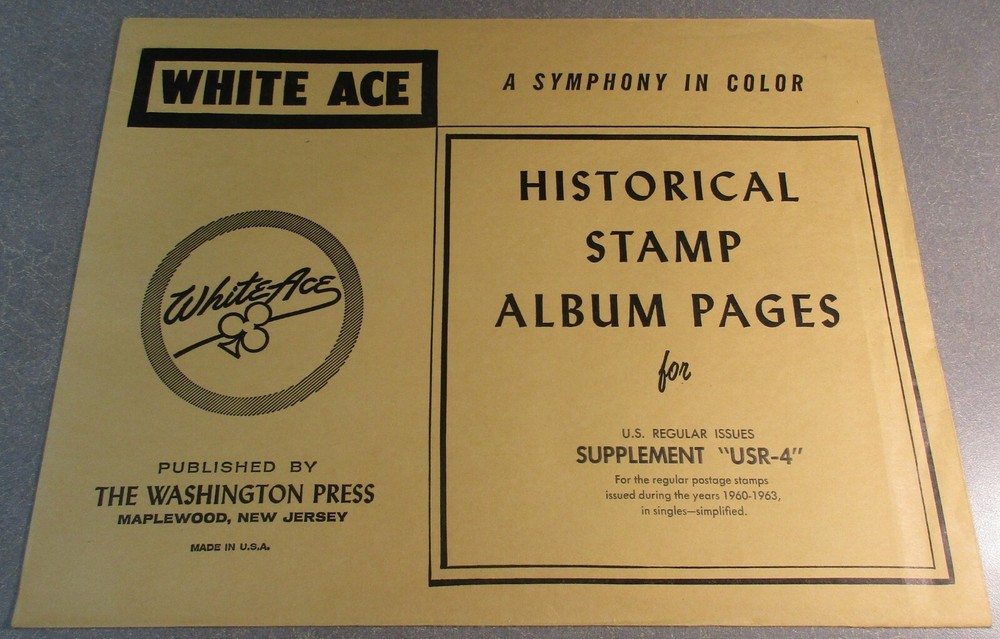 WHITE ACE
A SYMPHONY IN COLOR
White Ace
PUBLISHED BY
THE WASHINGTON PRESS
MAPLEWOOD, NEW JERSEY
MADE IN U.S.A.
HISTORICAL
STAMP
ALBUM PAGES
for
U.S. REGULAR ISSUES
SUPPLEMENT "USR-4"
For the regular postage stamps
issued during the years 1960-1963,
in singles—simplified.